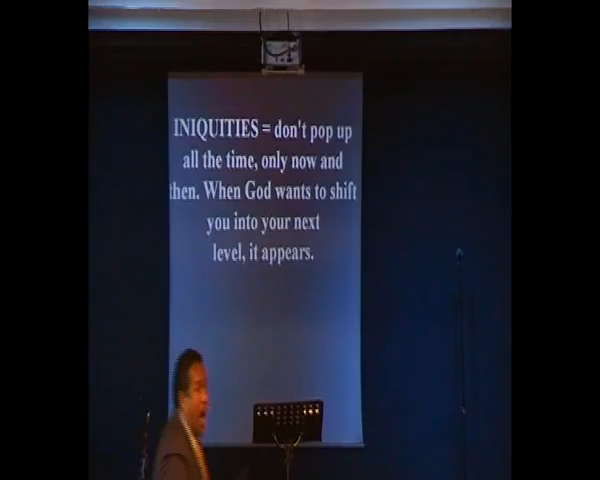 INIQUITIES = don't pop up
all the time, only now and
then. When God wants to shift
you into your next
level, it appears.